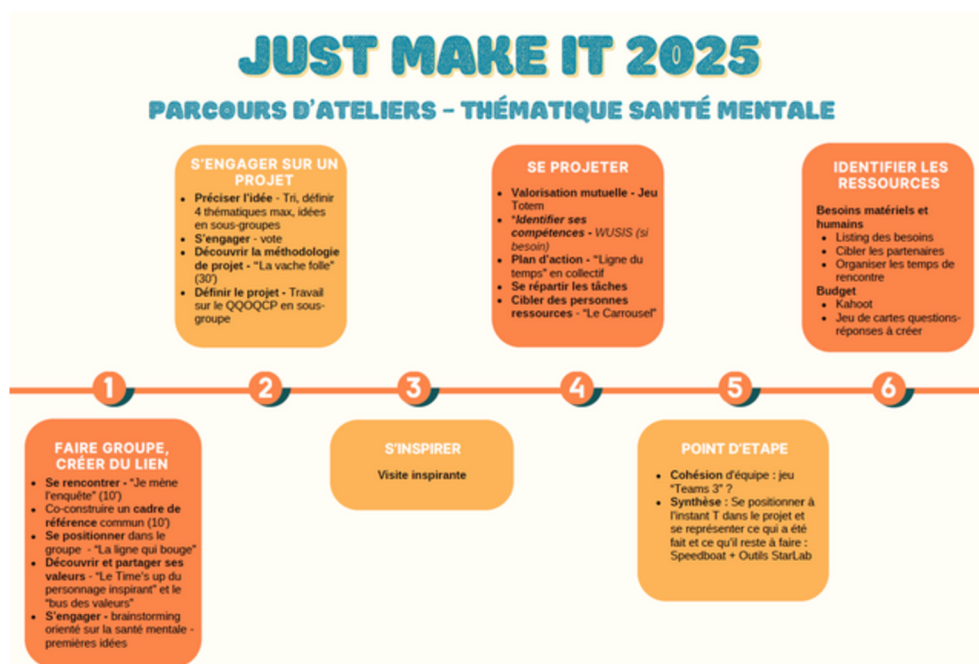 JUST MAKE IT 2025
PARCOURS D'ATELIERS – THÉMATIQUE SANTÉ MENTALE
1
FAIRE GROUPE,
CRÉER DU LIEN
• Se rencontrer - "Je mène
l'enquête" (10')
• Co-construire un cadre de
référence commun (10')
• Se positionner dans le
groupe - "La ligne qui bouge"
• Découvrir et partager ses
valeurs - "Le Time's up du
personnage inspirant" et le
"bus des valeurs"
• S'engager - brainstorming
orienté sur la santé mentale -
premières idées
S'ENGAGER SUR UN
PROJET
• Préciser l'idée - Tri, définir
4 thématiques max, idées
en sous-groupes
• S'engager - vote
• Découvrir la méthodologie
de projet - "La vache folle"
(30')
• Définir le projet - Travail
sur le QQOQCP en sous-
groupe
2
3
S'INSPIRER
Visite inspirante
SE PROJETER
• Valorisation mutuelle - Jeu
Totem
• *Identifier ses
compétences - WUSIS (si
besoin)
• Plan d'action - "Ligne du
temps" en collectif
• Se répartir les tâches
• Cibler des personnes
ressources - "Le Carrousel"
4
5
POINT D'ETAPE
• Cohésion d'équipe : jeu
"Teams 3" ?
• Synthèse : Se positionner à
l'instant T dans le projet et
se représenter ce qui a été
fait et ce qu'il reste à faire :
Speedboat + Outils StarLab
IDENTIFIER LES
RESSOURCES
Besoins matériels et
humains
• Listing des besoins
• Cibler les partenaires
• Organiser les temps de
rencontre
Budget
• Kahoot
• Jeu de cartes questions-
réponses à créer
6